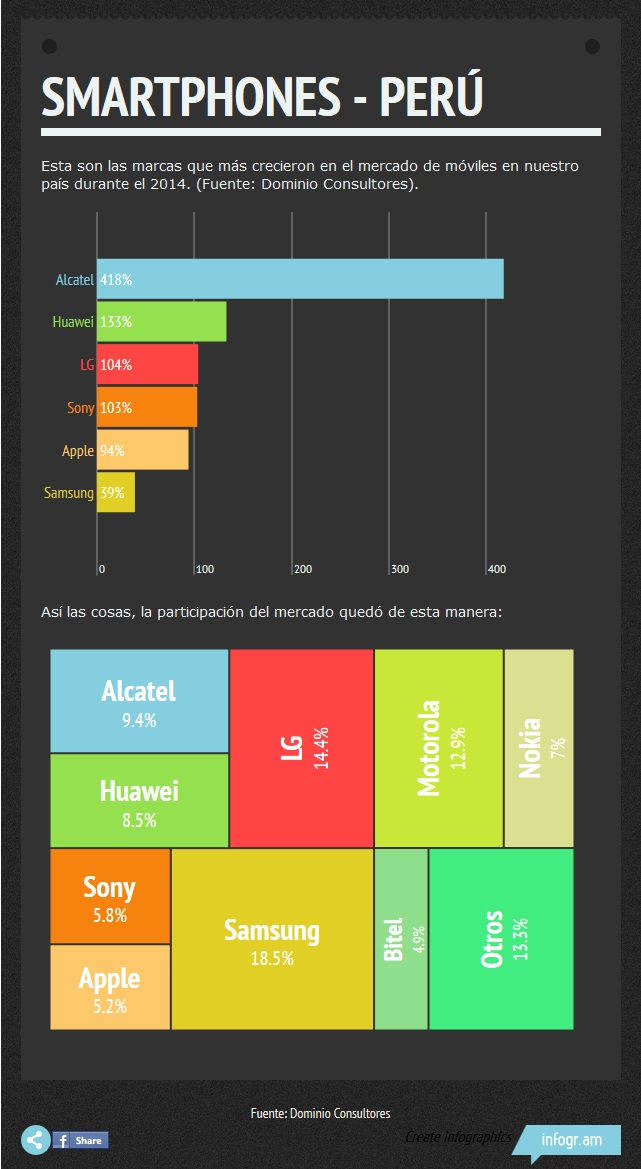 SMARTPHONES - PERÚ
Esta son las marcas que más crecieron en el mercado de móviles en nuestro
país durante el 2014. (Fuente: Dominio Consultores).
Alcatel 418%
Huawei 133%
LG 104%
Sony 103%
Apple 94%
Samsung 39%
0 100 200 300 400
Así las cosas, la participación del mercado quedó de esta manera:
Alcatel
9.4%
Huawei
8.5%
LG
14.4%
Motorola
12.9%
Nokia
7%
Sony
5.8%
Apple
5.2%
Samsung
18.5%
Bitel
4.9%
Otros
13.3%
Fuente: Dominio Consultores
f Share
Create infographics
infogr.am